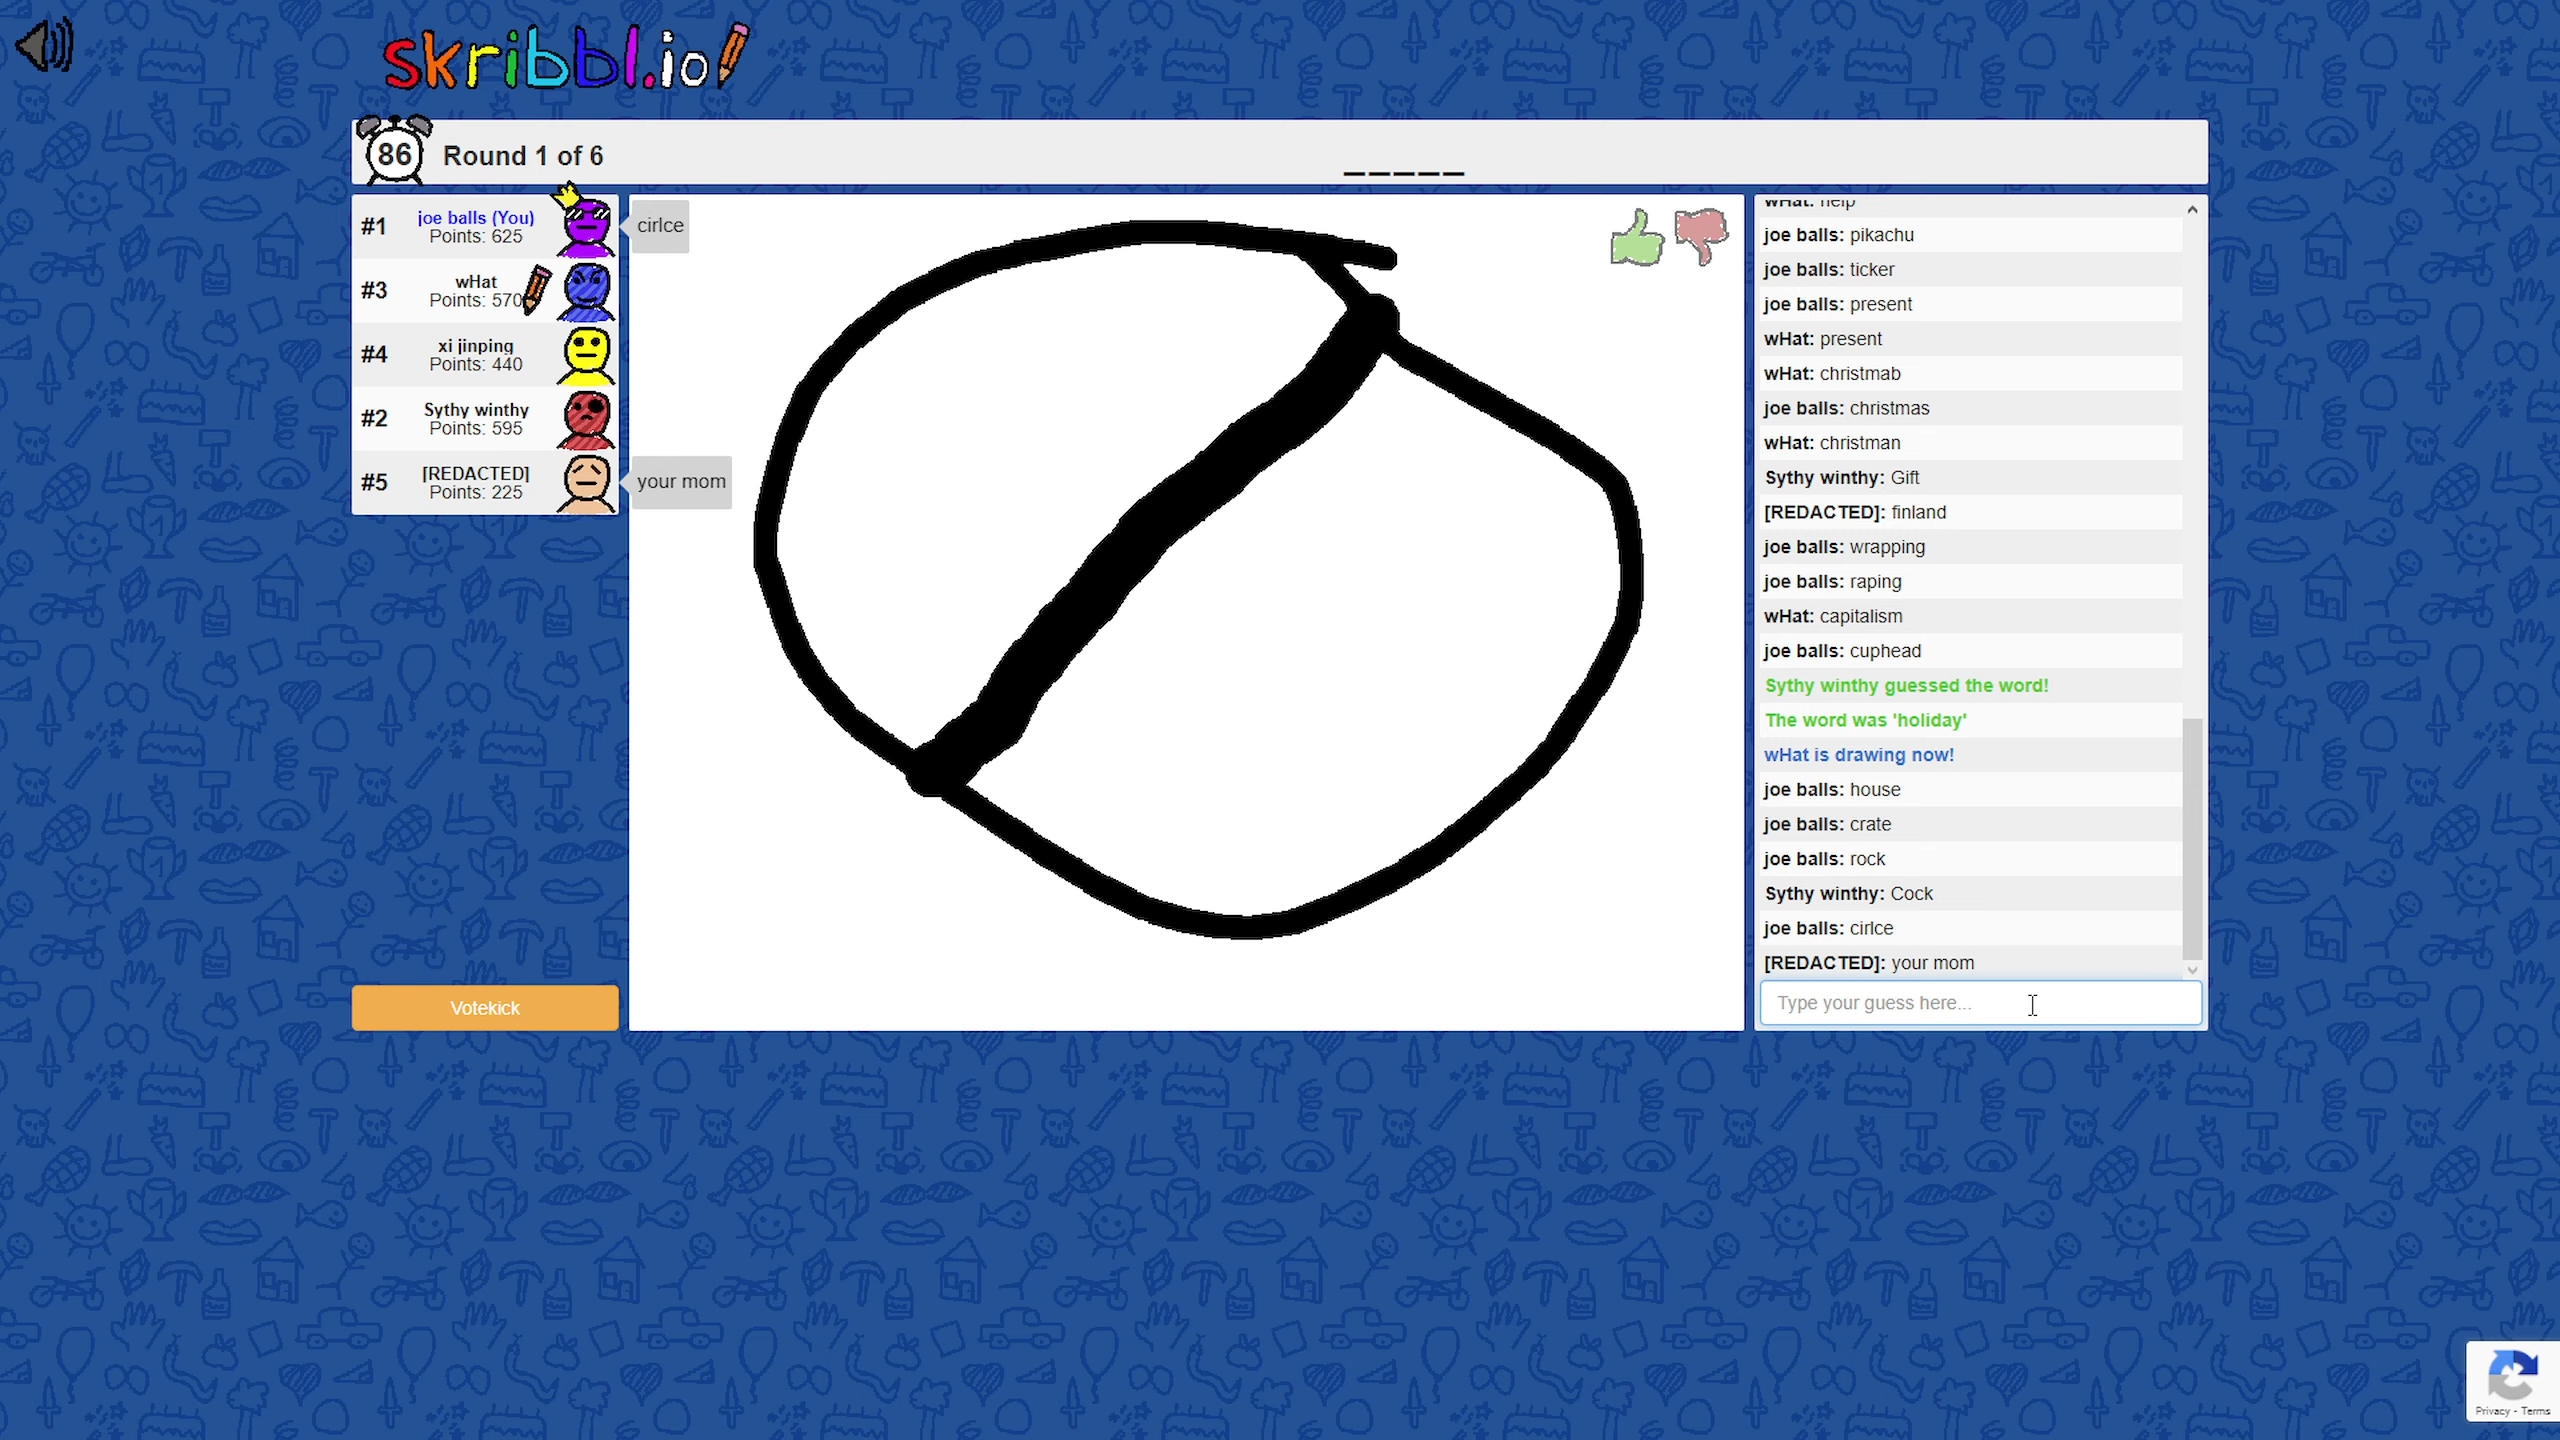 skribbl.io
86
Round 1 of 6
_____
#1
joe balls (You)
Points: 625
cirlce
#3
wHat
Points: 570
#4
xi jinping
Points: 440
#2
Sythy winthy
Points: 595
#5
[REDACTED]
Points: 225
your mom
Votekick
wHat: help
joe balls: pikachu
joe balls: ticker
joe balls: present
wHat: present
wHat: christmab
joe balls: christmas
wHat: christman
Sythy winthy: Gift
[REDACTED]: finland
joe balls: wrapping
joe balls: raping
wHat: capitalism
joe balls: cuphead
Sythy winthy guessed the word!
The word was 'holiday'
wHat is drawing now!
joe balls: house
joe balls: crate
joe balls: rock
Sythy winthy: Cock
joe balls: cirlce
[REDACTED]: your mom
Type your guess here...
Privacy - Terms